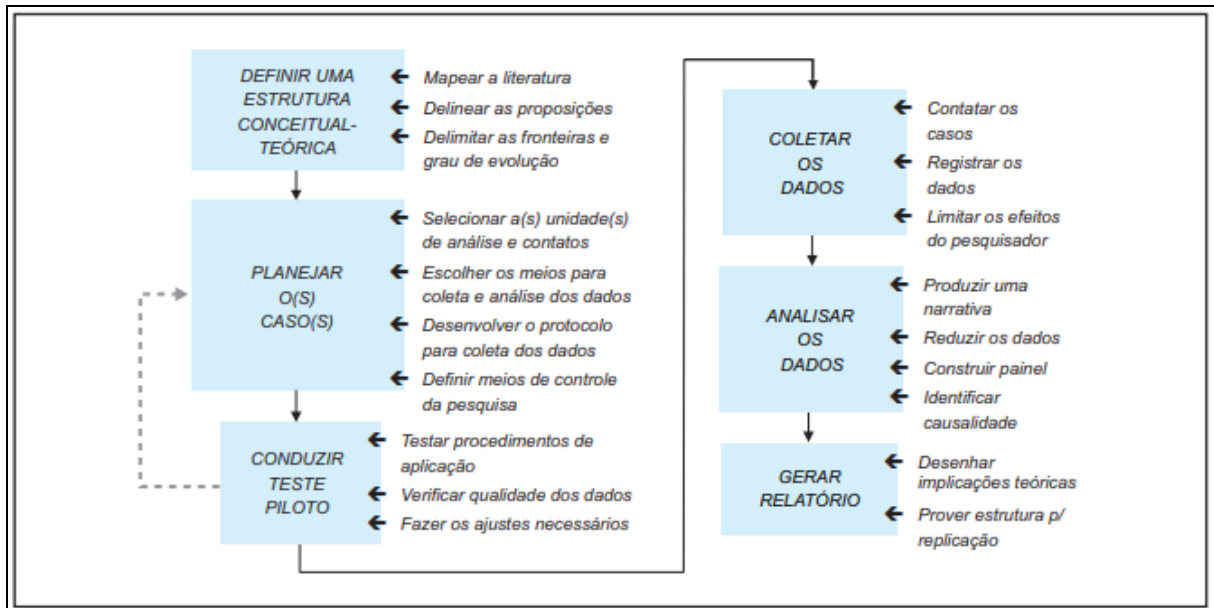 DEFINIR UMA
ESTRUTURA
CONCEITUAL-
TEÓRICA
Mapear a literatura
Delinear as proposições
Delimitar as fronteiras e
grau de evolução
PLANEJAR
O(S)
CASO(S)
Selecionar a(s) unidade(s)
de análise e contatos
Escolher os meios para
coleta e análise dos dados
Desenvolver o protocolo
para coleta dos dados
Definir meios de controle
da pesquisa
CONDUZIR
TESTE
PILOTO
Testar procedimentos de
aplicação
Verificar qualidade dos dados
Fazer os ajustes necessários
COLETAR
OS
DADOS
Contatar os
casos
Registrar os
dados
Limitar os efeitos
do pesquisador
ANALISAR
OS
DADOS
Produzir uma
narrativa
Reduzir os dados
Construir painel
Identificar
causalidade
GERAR
RELATÓRIO
Desenhar
implicações teóricas
Prover estrutura p/
replicação